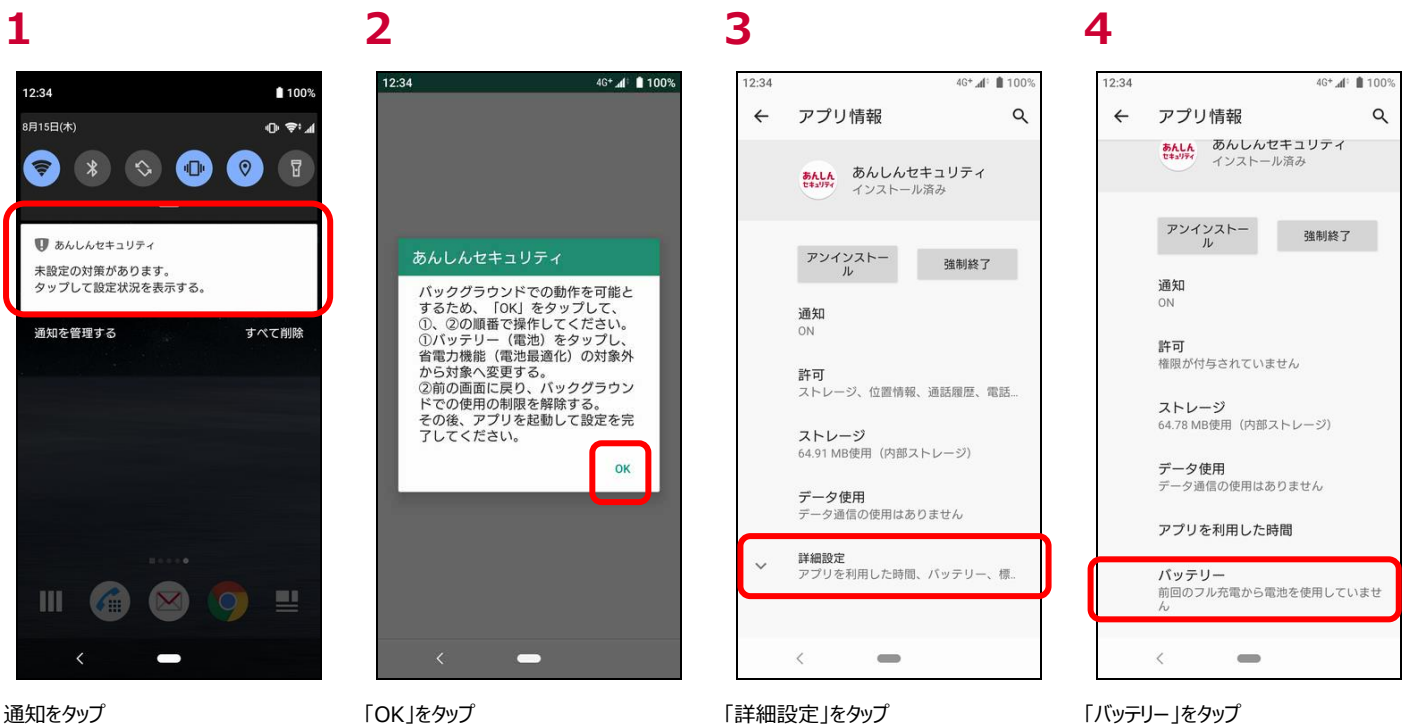 1
12:34
100%
8月15日(木)
あんしんセキュリティ
未設定の対策があります。
タップして設定状況を表示する。
通知を管理する
すべて削除
通知をタップ
2
12:34
4G+
100%
あんしんセキュリティ
バックグラウンドでの動作を可能と
するため、「OK」をタップして、
①、②の順番で操作してください。
①バッテリー（電池）をタップし、
省電力機能（電池最適化）の対象外
から対象へ変更する。
②前の画面に戻り、バックグラウン
ドでの使用の制限を解除する。
その後、アプリを起動して設定を完
了してください。
OK
「OK」をタップ
3
12:34
4G+
100%
アプリ情報
あんしん
セキュリティ
あんしんセキュリティ
インストール済み
アンインストー
ル
強制終了
通知
ON
許可
ストレージ、位置情報、通話履歴、電話...
ストレージ
64.91 MB使用（内部ストレージ）
データ使用
データ通信の使用はありません
詳細設定
アプリを利用した時間、バッテリー、標..
「詳細設定」をタップ
4
12:34
4G+
100%
アプリ情報
あんしん
セキュリティ
あんしんセキュリティ
インストール済み
アンインストー
ル
強制終了
通知
ON
許可
権限が付与されていません
ストレージ
64.78 MB使用（内部ストレージ）
データ使用
データ通信の使用はありません
アプリを利用した時間
バッテリー
前回のフル充電から電池を使用していませ
ん
「バッテリー」をタップ